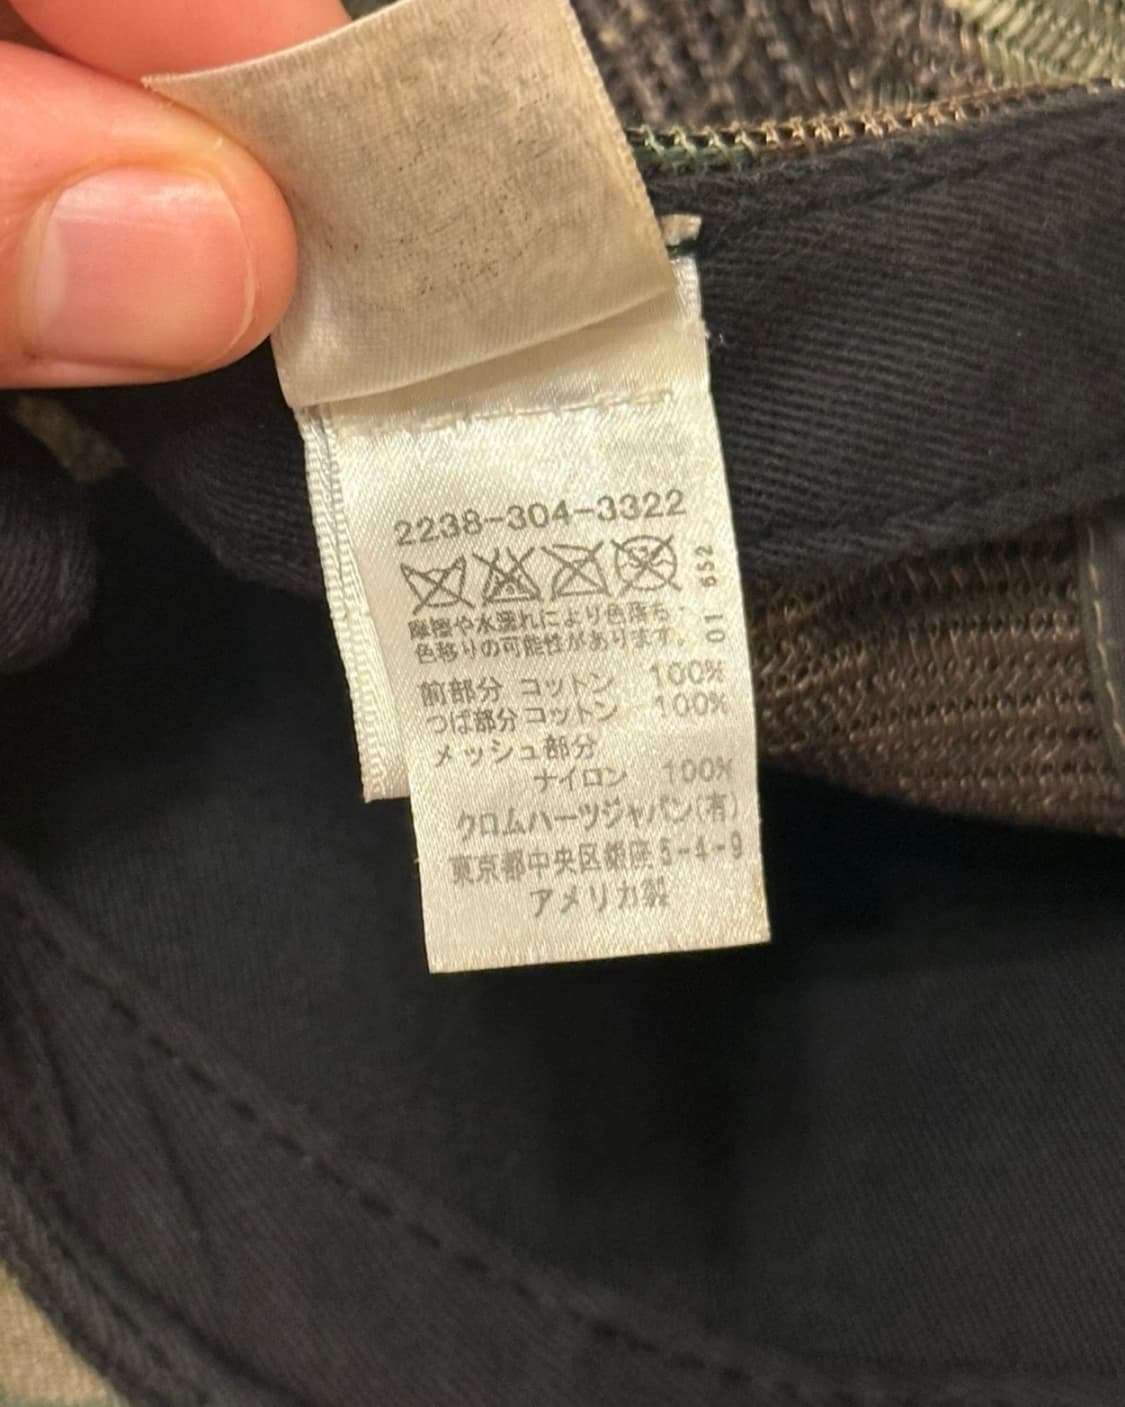 2238-304-3322
01 652
摩擦や水濡れにより色落ち・
色移りの可能性があります。
前部分 コットン 100%
つば部分 コットン 100%
メッシュ部分
ナイロン 100%
クロムハーツジャパン(有)
東京都中央区銀座5-4-9
アメリカ製